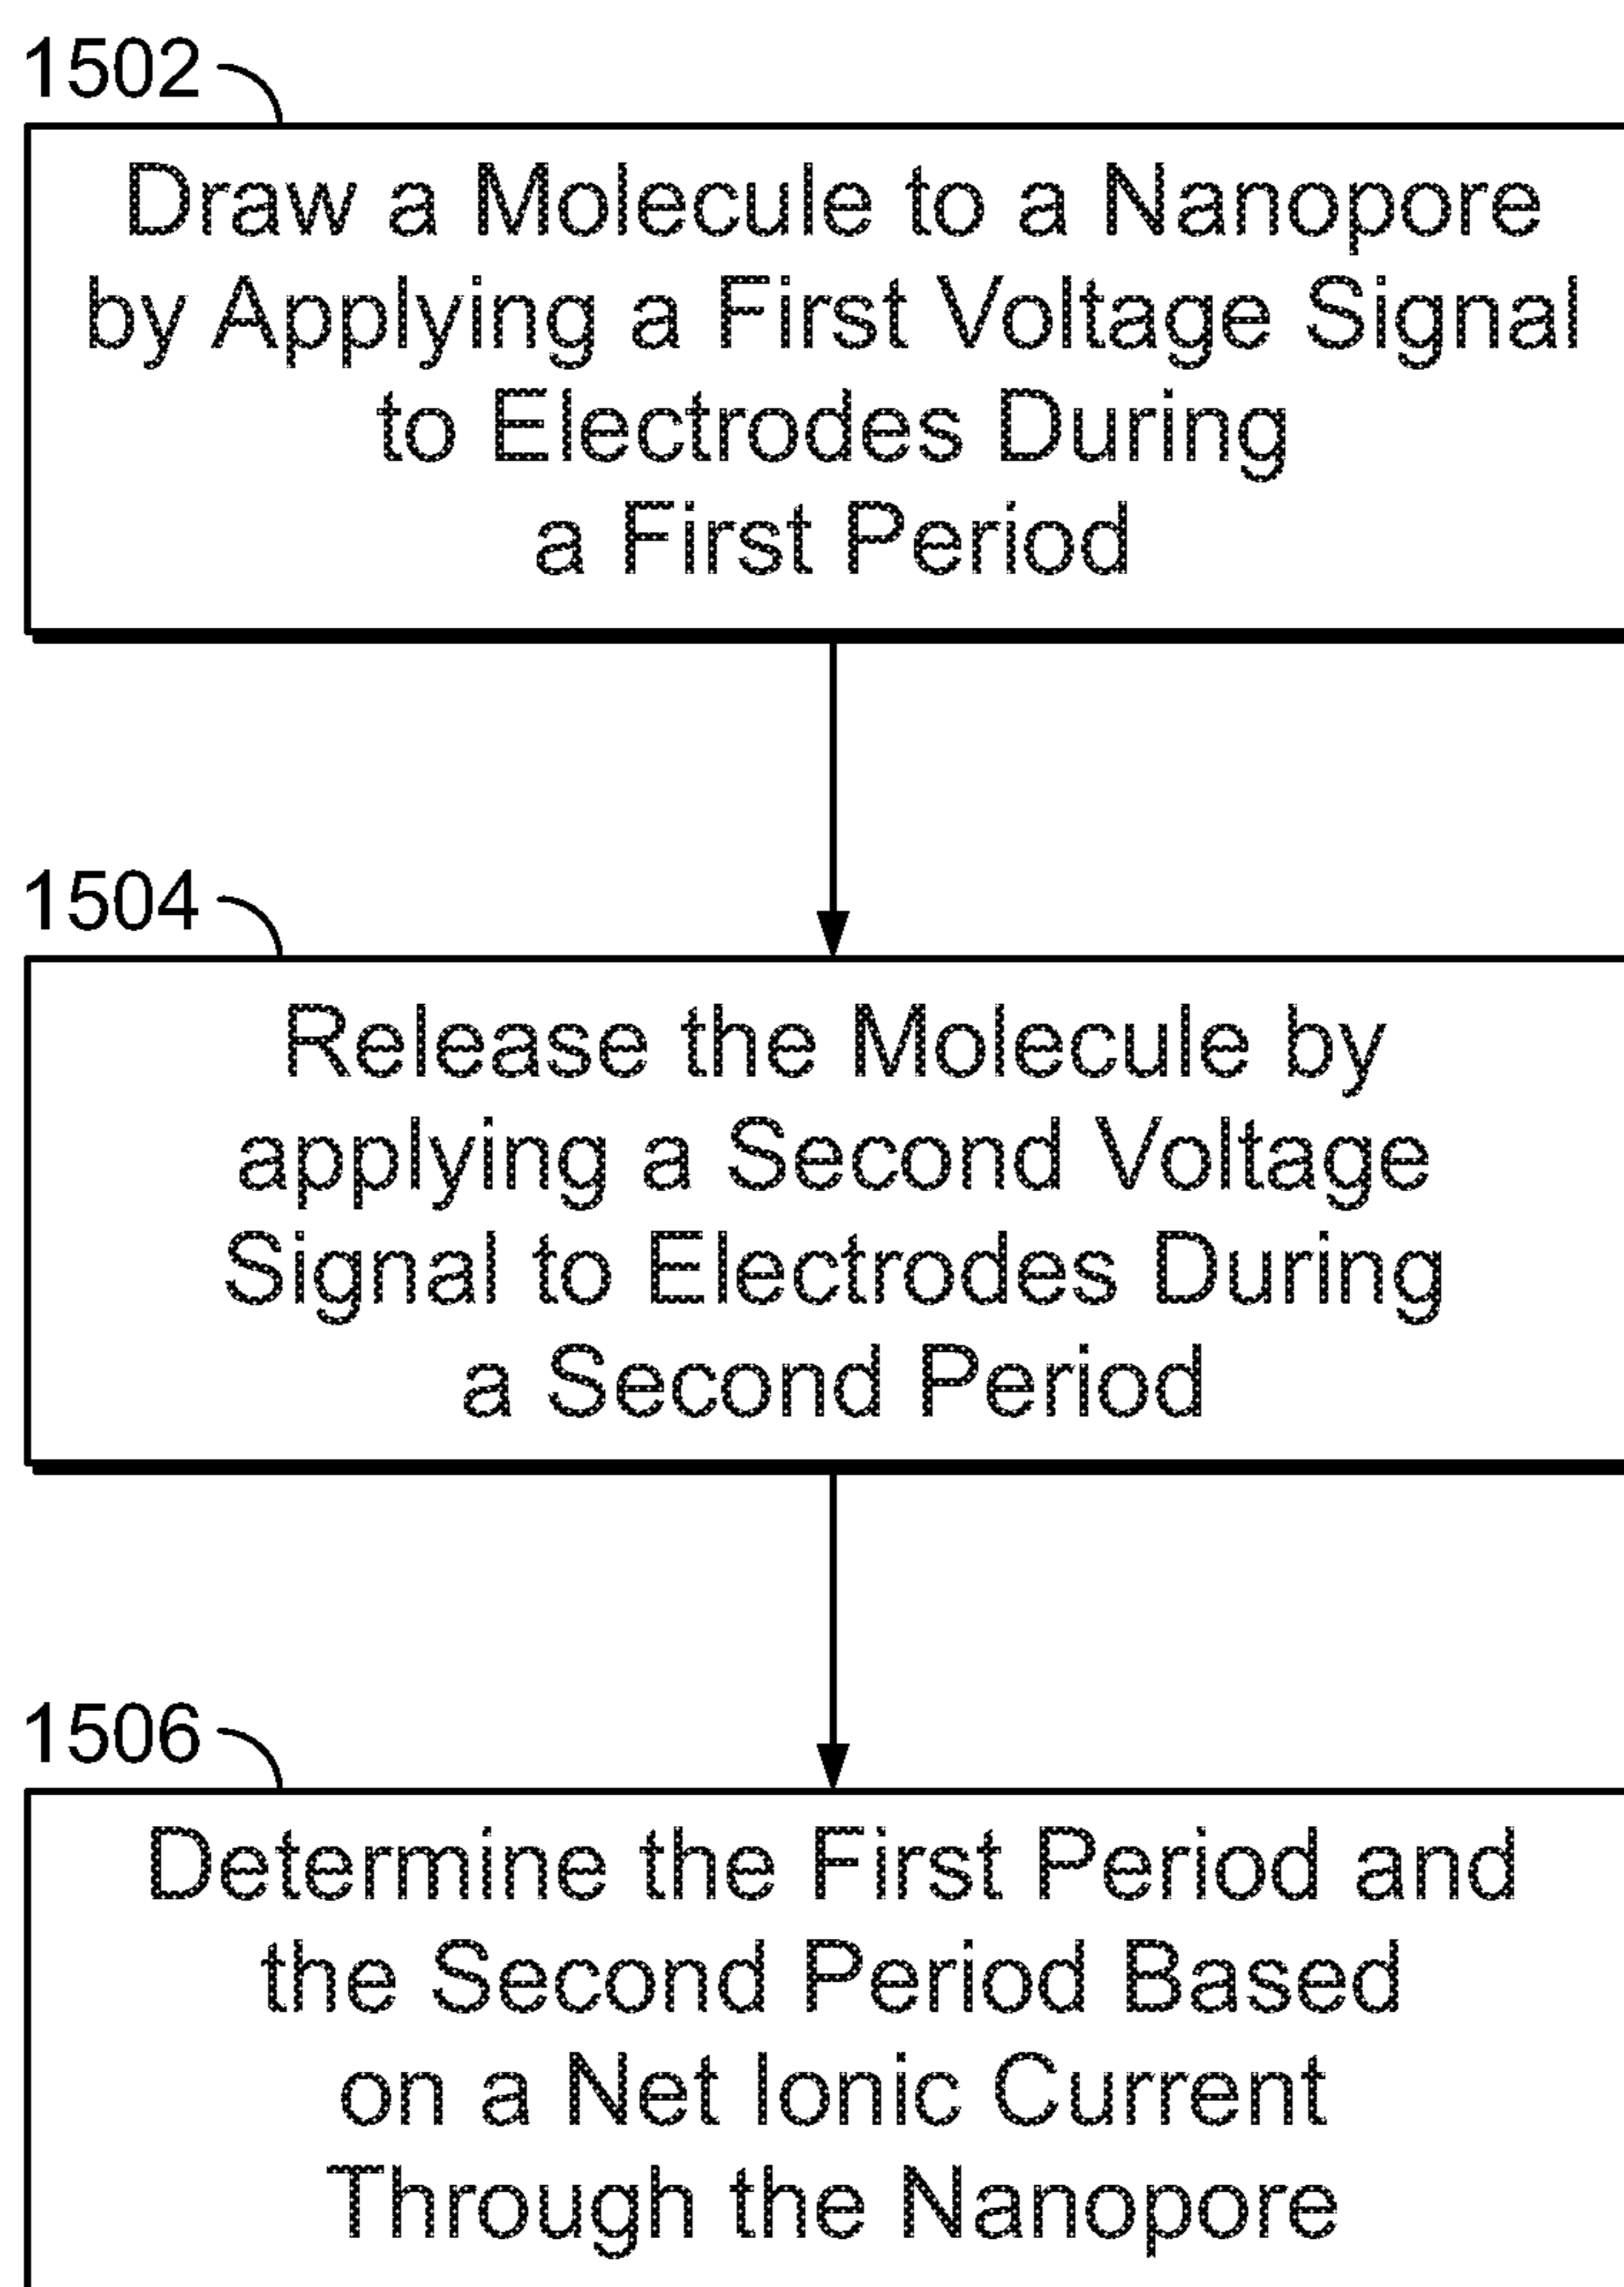 1502
Draw a Molecule to a Nanopore
by Applying a First Voltage Signal
to Electrodes During
a First Period
1504
Release the Molecule by
applying a Second Voltage
Signal to Electrodes During
a Second Period
1506
Determine the First Period and
the Second Period Based
on a Net Ionic Current
Through the Nanopore